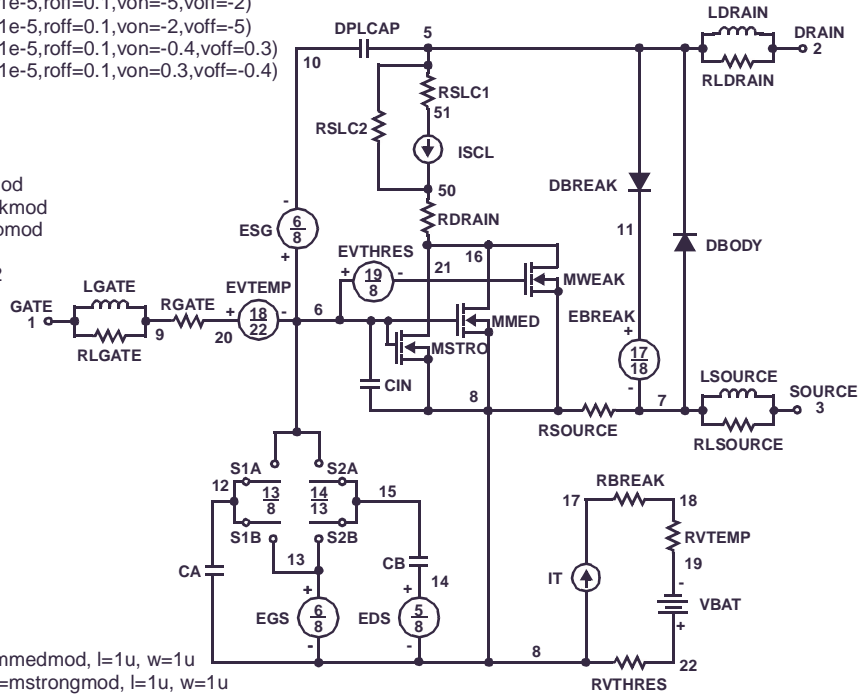 1e-5,roff=0.1,von=-5,voff=-2)
1e-5,roff=0.1,von=-2,voff=-5)
1e-5,roff=0.1,von=-0.4,voff=0.3)
1e-5,roff=0.1,von=0.3,voff=-0.4)
od
kmod
omod
2
mmedmod, l=1u, w=1u
=mstrongmod, l=1u, w=1u
DPLCAP
5
10
LDRAIN
DRAIN
2
RLDRAIN
RSLC1
51
RSLC2
ISCL
50
RDRAIN
DBREAK
11
DBODY
ESG
6
8
-
+
EVTHRES
+ 19 -
8
21
16
MWEAK
LGATE
GATE
1
RLGATE
9
RGATE
20
EVTEMP
+ 18 -
22
6
MMED
MSTRO
EBREAK
+
17
18
-
CIN
8
RSOURCE
7
LSOURCE
SOURCE
3
RLSOURCE
S1A
S2A
12
13
8
14
13
15
S1B
S2B
13
CA
CB
14
+
EGS
6
8
-
+
EDS
5
8
-
RBREAK
17
18
RVTEMP
19
IT
-
VBAT
+
8
22
RVTHRES